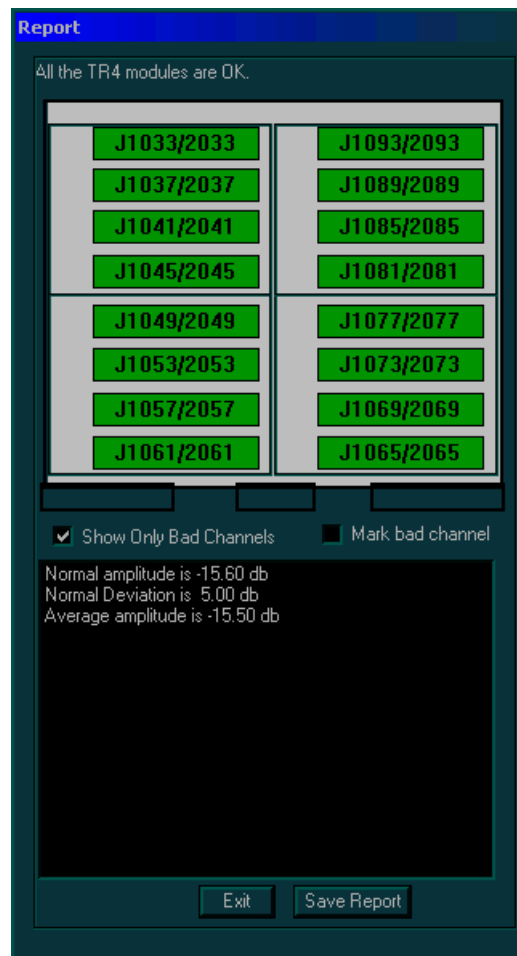 Report
All the TR4 modules are OK.
J1033/2033 J1093/2093
J1037/2037 J1089/2089
J1041/2041 J1085/2085
J1045/2045 J1081/2081
J1049/2049 J1077/2077
J1053/2053 J1073/2073
J1057/2057 J1069/2069
J1061/2061 J1065/2065
Show Only Bad Channels Mark bad channel
Normal amplitude is -15.60 db
Normal Deviation is 5.00 db
Average amplitude is -15.50 db
Exit Save Report